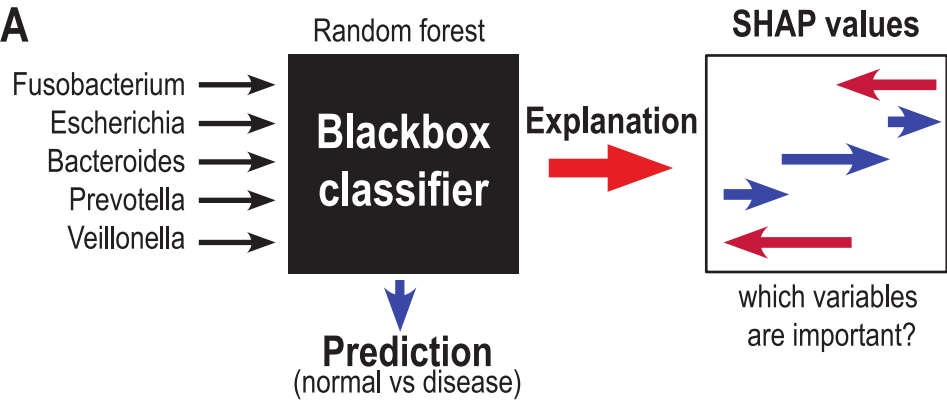 A
Random forest
SHAP values
Fusobacterium
Escherichia
Bacteroides
Prevotella
Veillonella
Blackbox
classifier
Explanation
which variables
are important?
Prediction
(normal vs disease)